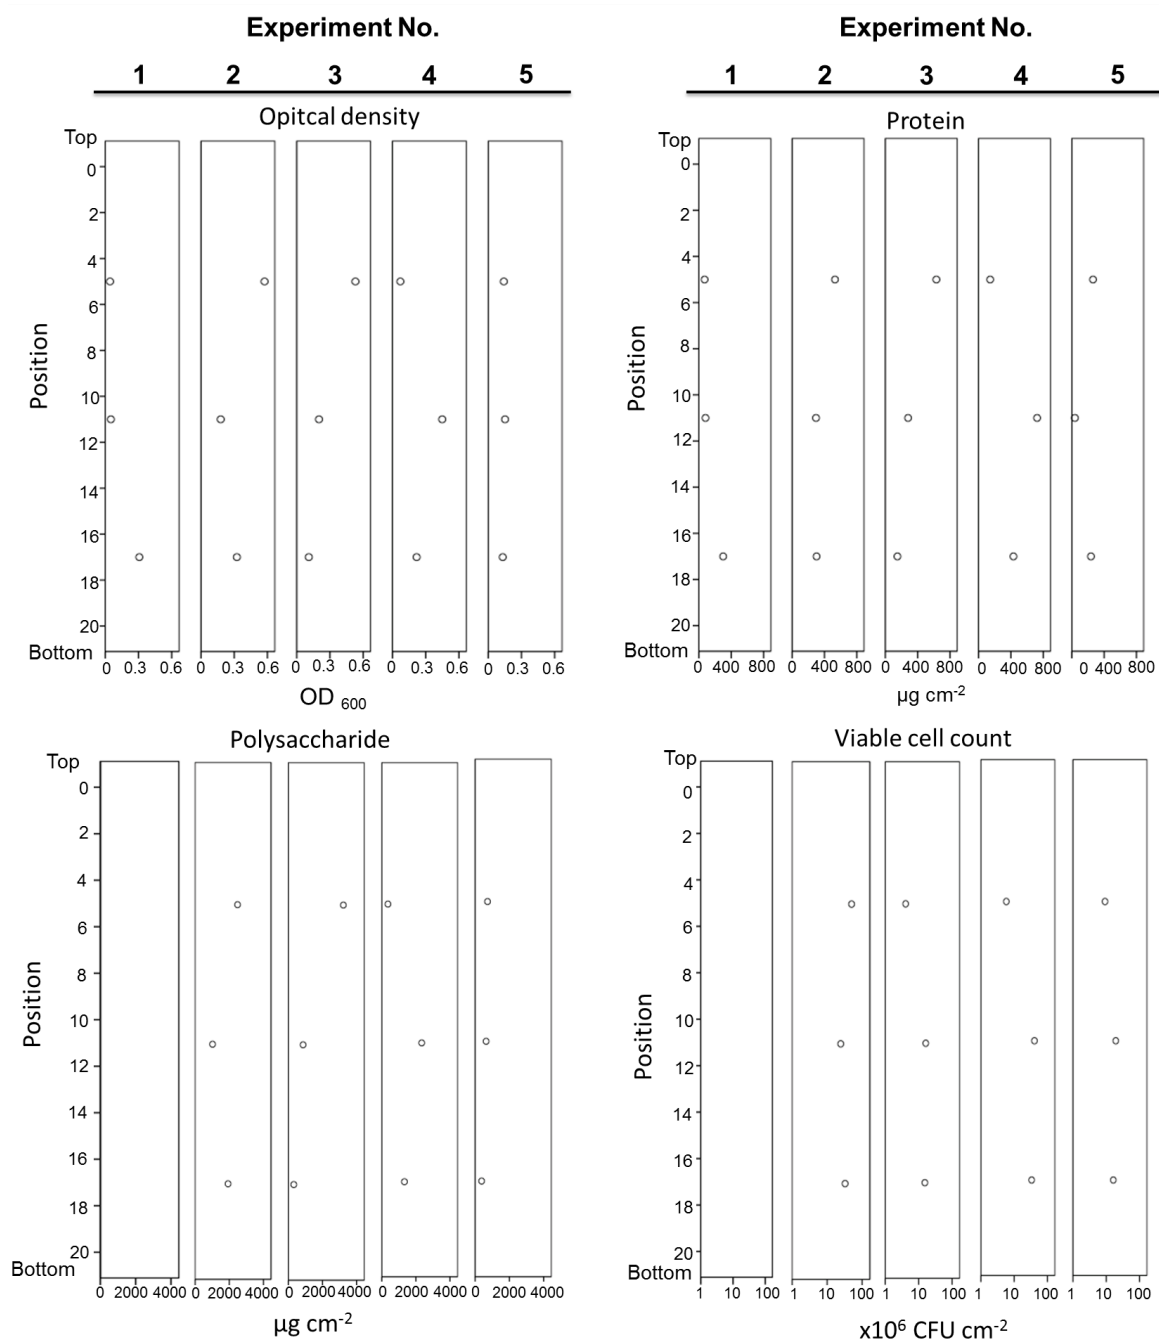 Experiment No.
1 2 3 4 5
Opitcal density
Top
0
2
4
6
8
10
12
14
16
18
20
Bottom
Position
0 0.3 0.6 0 0.3 0.6 0 0.3 0.6 0 0.3 0.6 0 0.3 0.6
OD 600
Experiment No.
1 2 3 4 5
Protein
Top
0
2
4
6
8
10
12
14
16
18
20
Bottom
Position
0 400 800 0 400 800 0 400 800 0 400 800 0 400 800
µg cm-2
Polysaccharide
Top
0
2
4
6
8
10
12
14
16
18
20
Bottom
Position
0 2000 4000 0 2000 4000 0 2000 4000 0 2000 4000 0 2000 4000
µg cm-2
Viable cell count
Top
0
2
4
6
8
10
12
14
16
18
20
Bottom
Position
1 10 100 1 10 100 1 10 100 1 10 100 1 10 100
x106 CFU cm-2